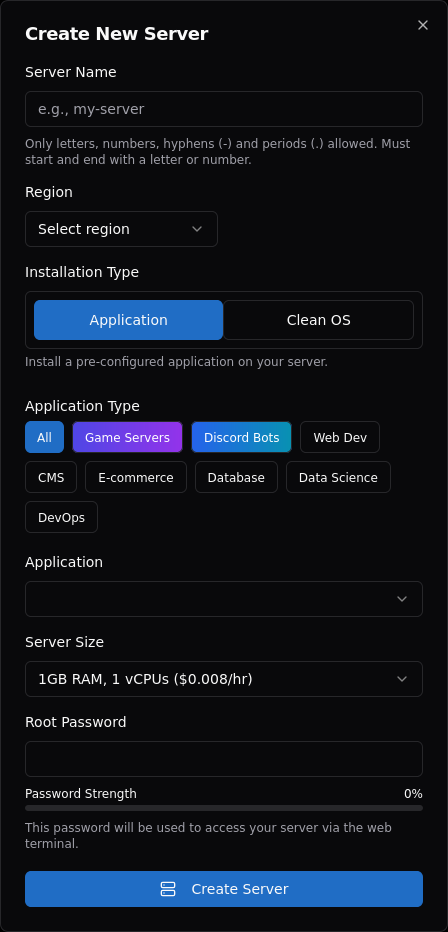 Create New Server
Server Name
e.g., my-server
Only letters, numbers, hyphens (-) and periods (.) allowed. Must
start and end with a letter or number.
Region
Select region
Installation Type
Application
Clean OS
Install a pre-configured application on your server.
Application Type
All
Game Servers
Discord Bots
Web Dev
CMS
E-commerce
Database
Data Science
DevOps
Application
Server Size
1GB RAM, 1 vCPUs ($0.008/hr)
Root Password
Password Strength
0%
This password will be used to access your server via the web
terminal.
Create Server